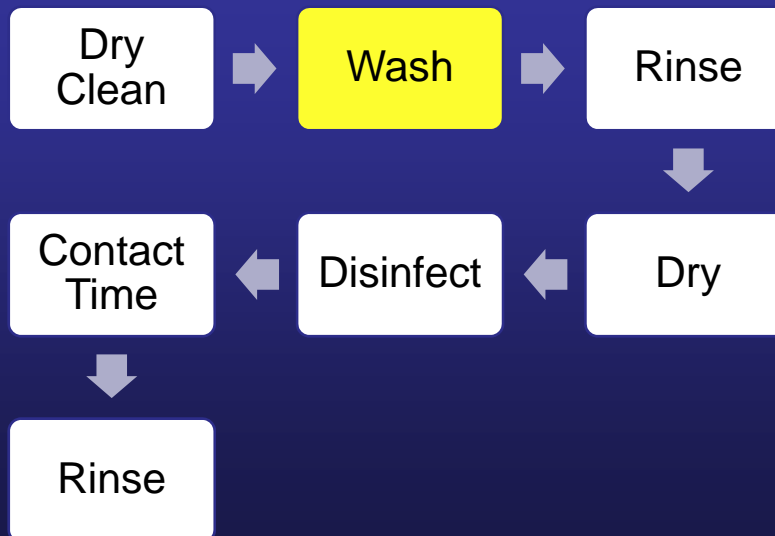 Dry
Clean
Wash
Rinse
Dry
Disinfect
Contact
Time
Rinse